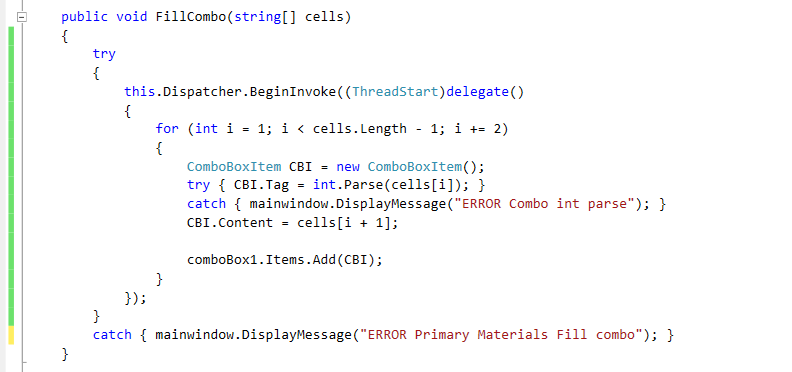 public void FillCombo(string[] cells)
{
try
{
this.Dispatcher.BeginInvoke((ThreadStart)delegate()
{
for (int i = 1; i < cells.Length - 1; i += 2)
{
ComboBoxItem CBI = new ComboBoxItem();
try { CBI.Tag = int.Parse(cells[i]); }
catch { mainwindow.DisplayMessage("ERROR Combo int parse"); }
CBI.Content = cells[i + 1];
comboBox1.Items.Add(CBI);
}
});
}
catch { mainwindow.DisplayMessage("ERROR Primary Materials Fill combo"); }
}